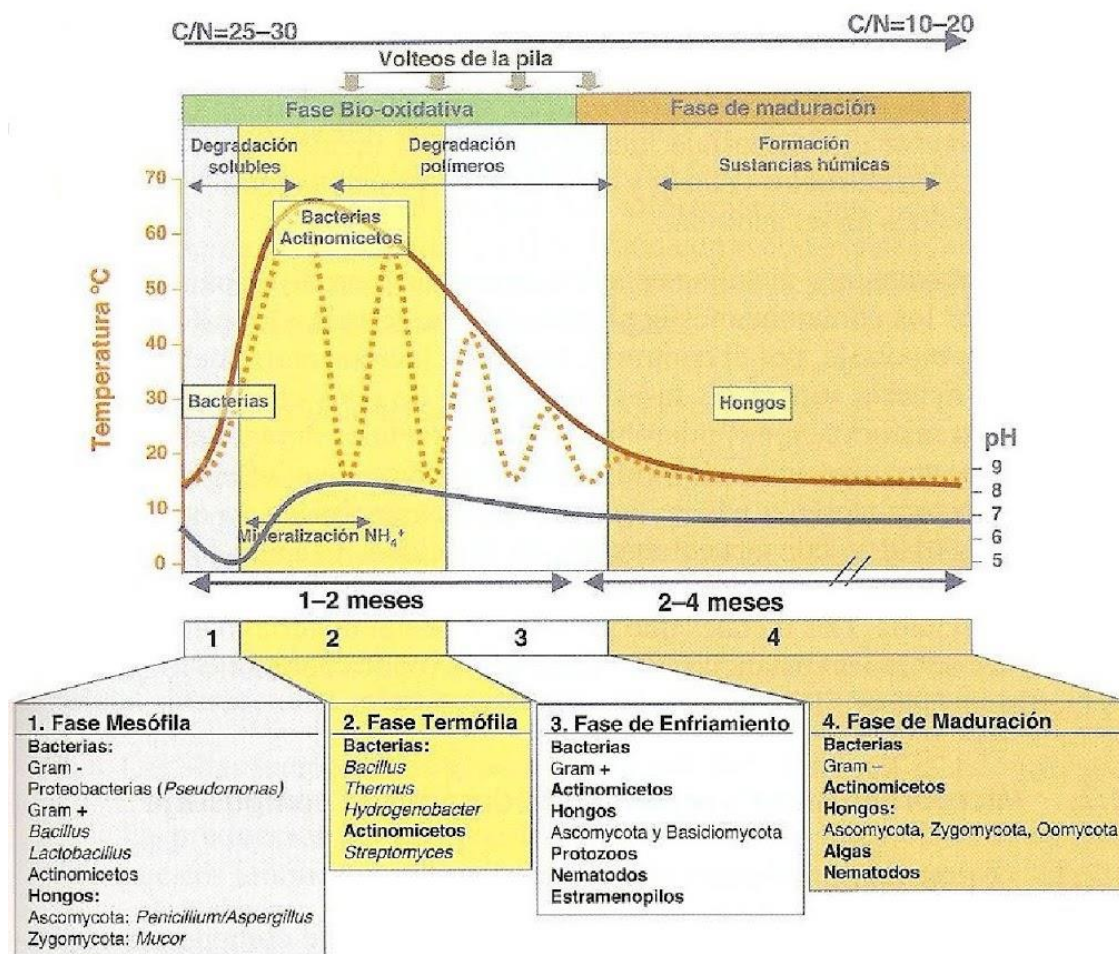 C/N=25–30
C/N=10–20
Volteos de la pila
Fase Bio-oxidativa
Fase de maduración
Degradación
solubles
Degradación
polímeros
Formación
Sustancias húmicas
Temperatura ºC
70
60
50
40
30
20
10
0
Bacterias
Actinomicetos
Bacterias
Hongos
Mineralización NH₄⁺
pH
9
8
7
6
5
1–2 meses
2–4 meses
1
2
3
4
1. Fase Mesófila
Bacterias:
Gram -
Proteobacterias (Pseudomonas)
Gram +
Bacillus
Lactobacillus
Actinomicetos
Hongos:
Ascomycota: Penicillium/Aspergillus
Zygomycota: Mucor
2. Fase Termófila
Bacterias:
Bacillus
Thermus
Hydrogenobacter
Actinomicetos
Streptomyces
3. Fase de Enfriamiento
Bacterias
Gram +
Actinomicetos
Hongos
Ascomycota y Basidiomycota
Protozoos
Nematodos
Estramenopilos
4. Fase de Maduración
Bacterias
Gram –
Actinomicetos
Hongos:
Ascomycota, Zygomycota, Oomycota
Algas
Nematodos